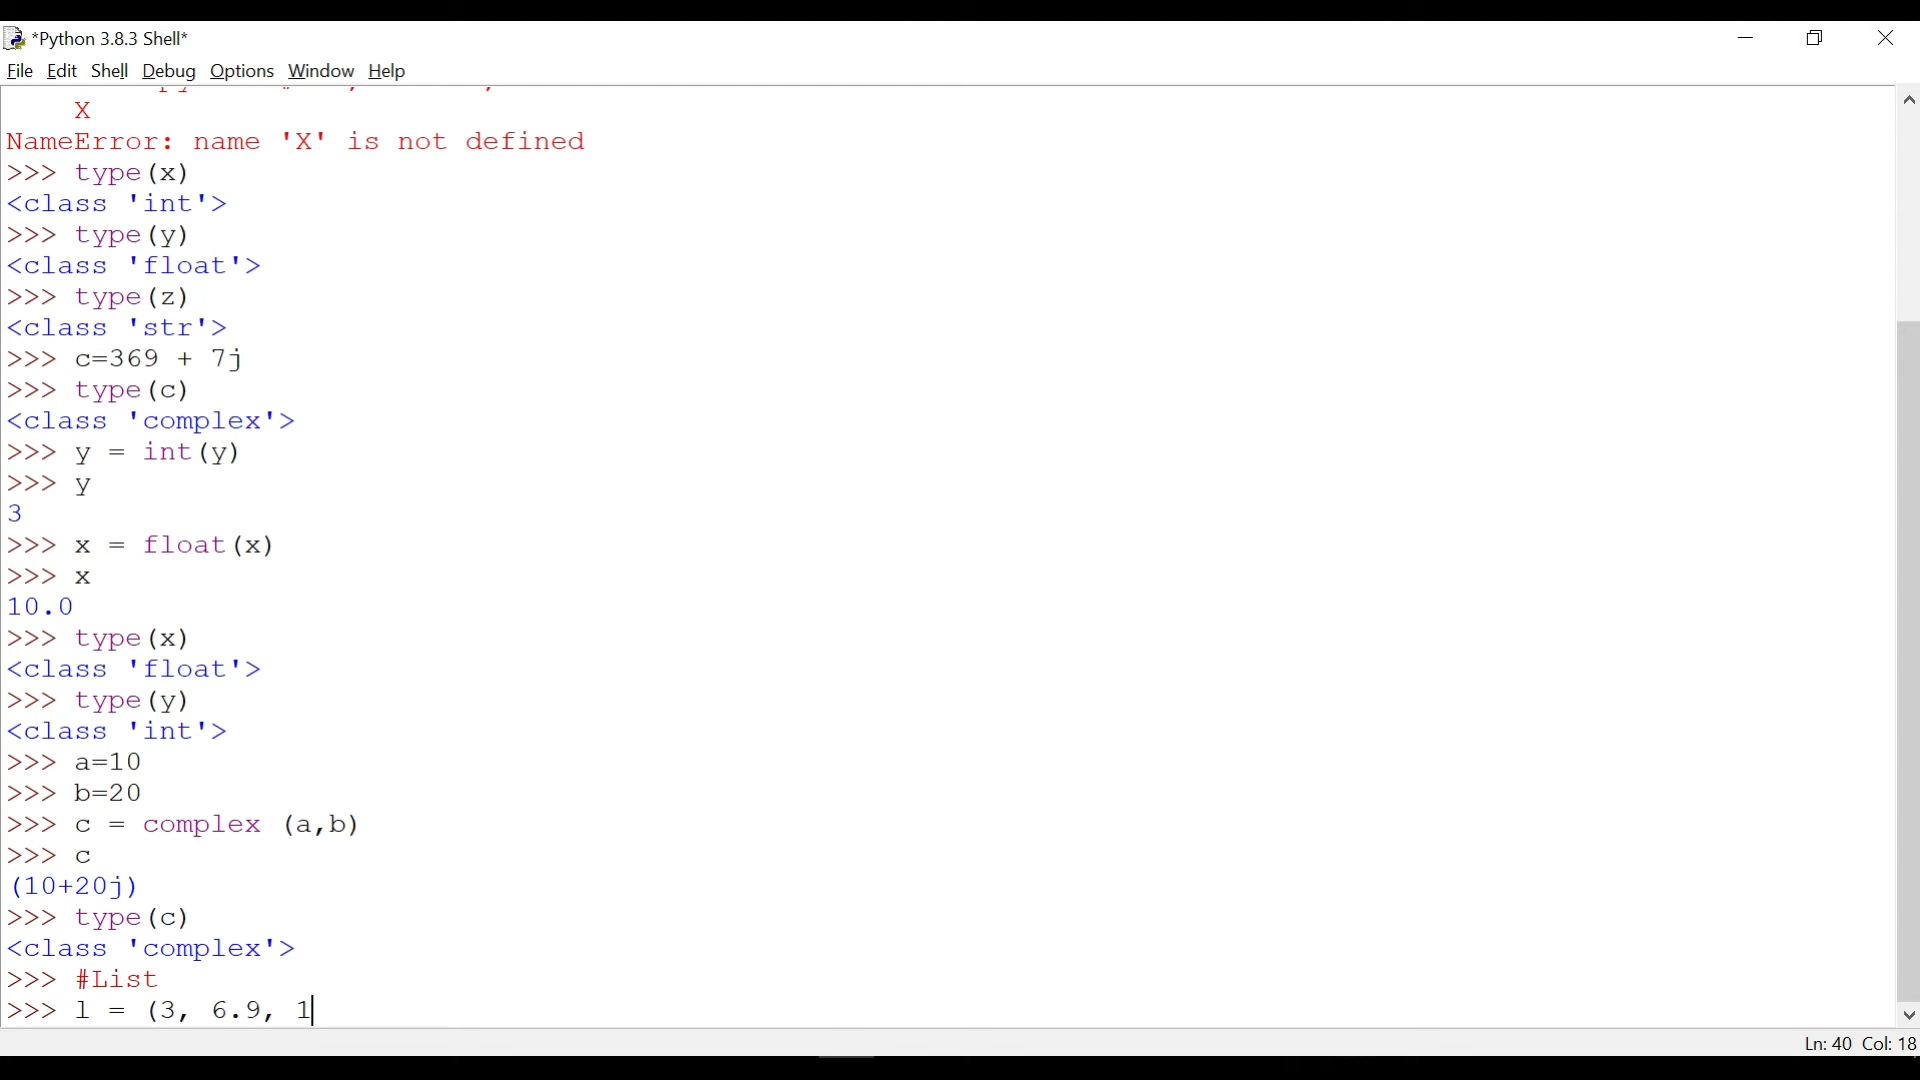 *Python 3.8.3 Shell*
File Edit Shell Debug Options Window Help
X
NameError: name 'X' is not defined
>>> type(x)
<class 'int'>
>>> type(y)
<class 'float'>
>>> type(z)
<class 'str'>
>>> c=369 + 7j
>>> type(c)
<class 'complex'>
>>> y = int(y)
>>> y
3
>>> x = float(x)
>>> x
10.0
>>> type(x)
<class 'float'>
>>> type(y)
<class 'int'>
>>> a=10
>>> b=20
>>> c = complex (a,b)
>>> c
(10+20j)
>>> type(c)
<class 'complex'>
>>> #List
>>> l = (3, 6.9, 1
Ln: 40 Col: 18